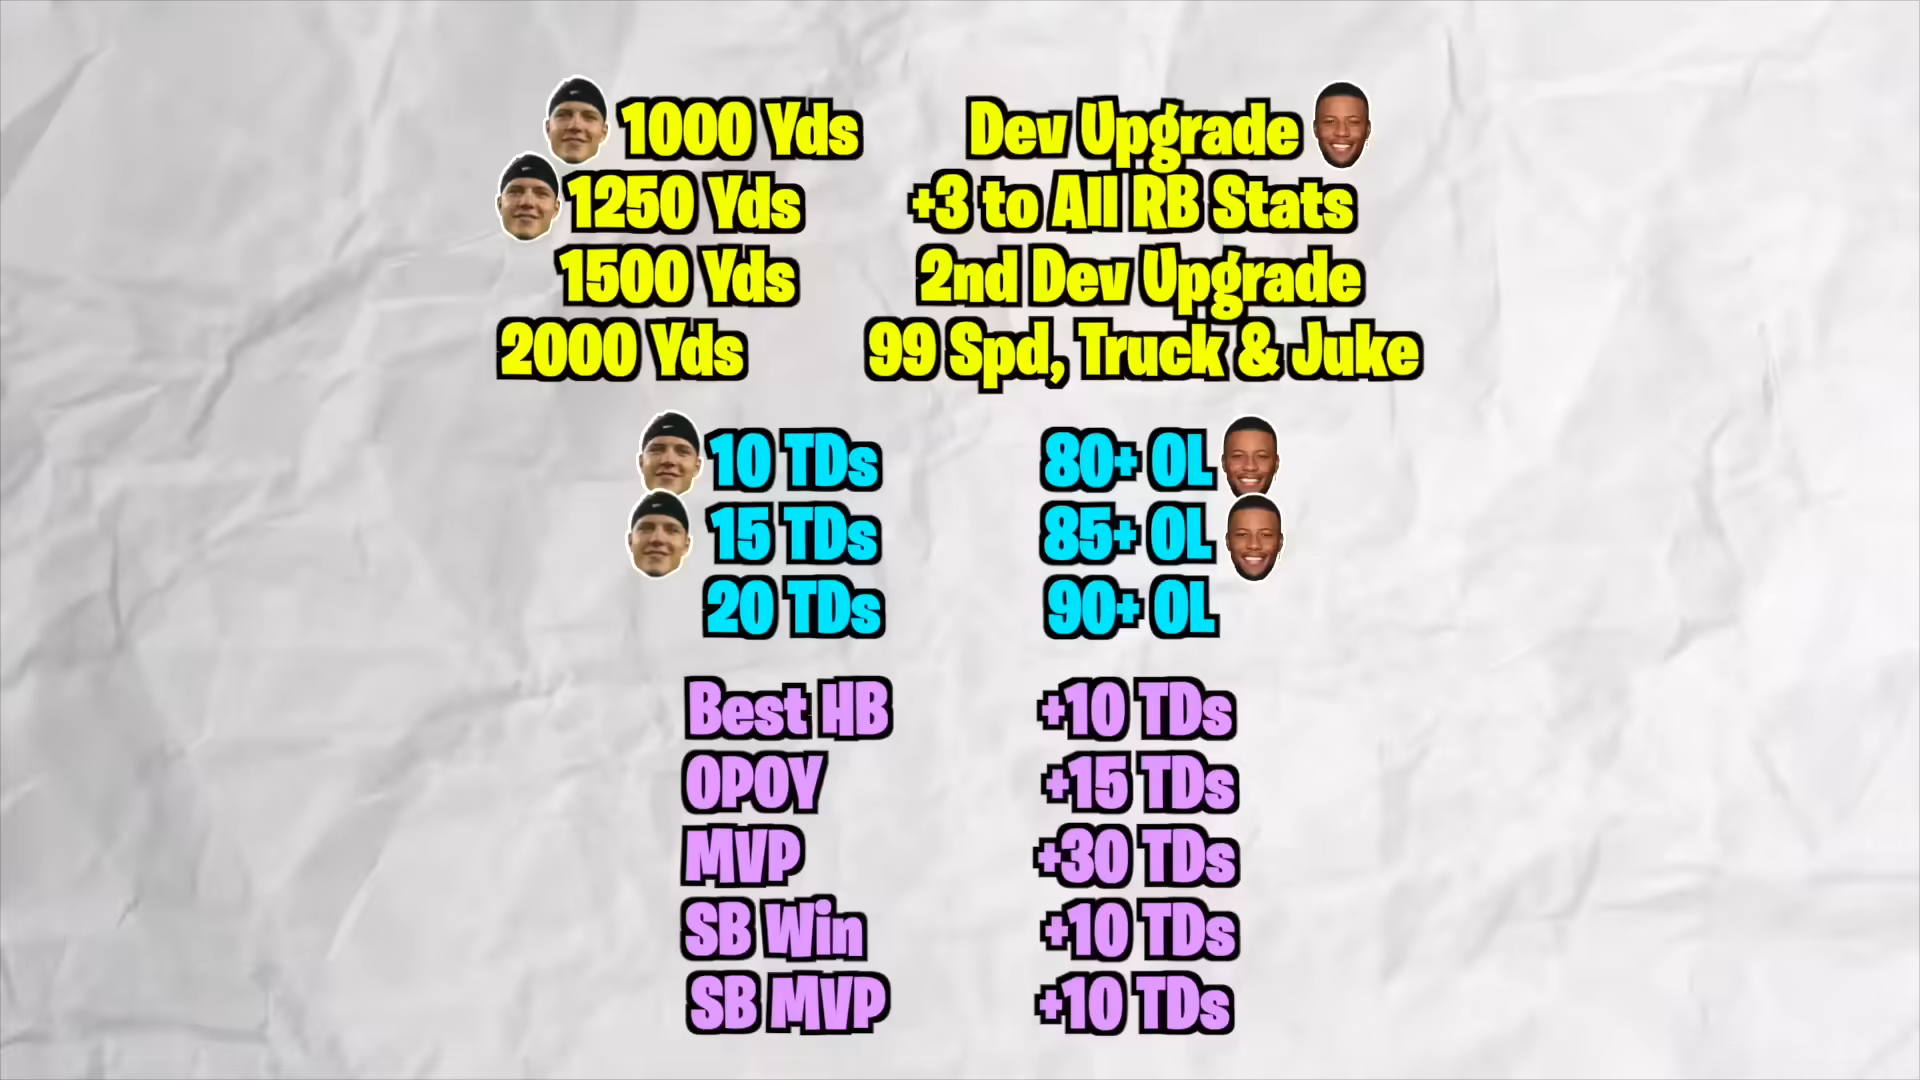 1000 Yds Dev Upgrade
1250 Yds +3 to All RB Stats
1500 Yds 2nd Dev Upgrade
2000 Yds 99 Spd, Truck & Juke
10 TDs 80+ OL
15 TDs 85+ OL
20 TDs 90+ OL
Best HB +10 TDs
OPOY +15 TDs
MVP +30 TDs
SB Win +10 TDs
SB MVP +10 TDs